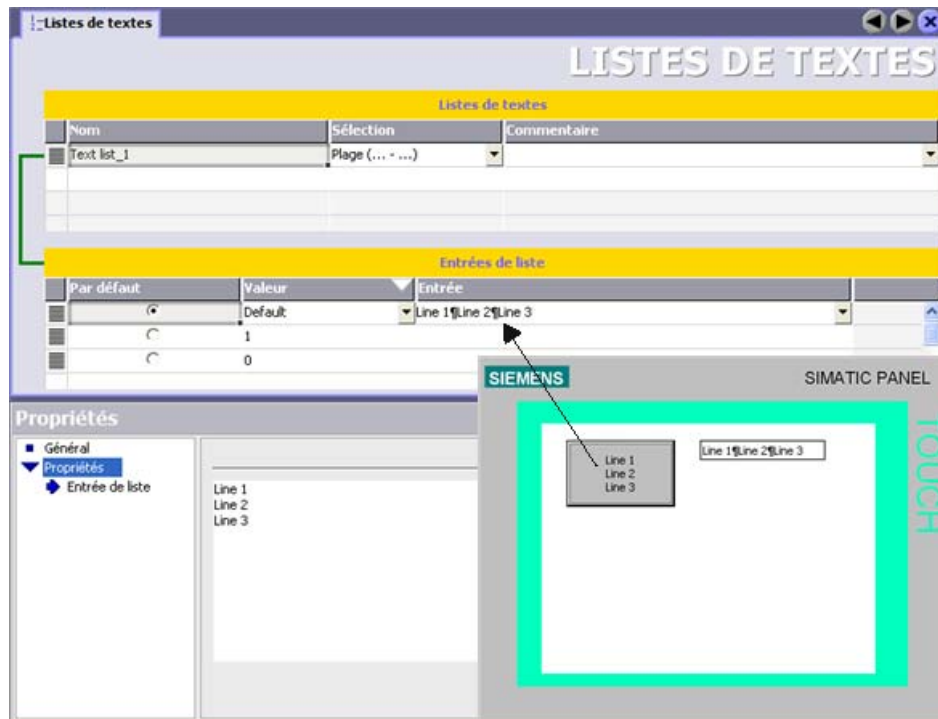 Listes de textes
LISTES DE TEXTES
Listes de textes
Nom Sélection Commentaire
Text list_1 Plage (... - ...)
Entrées de liste
Par défaut Valeur Entrée
Default Line 1¶Line 2¶Line 3
1
0
SIEMENS SIMATIC PANEL
TOUCH
Line 1
Line 2
Line 3
Line 1¶Line 2¶Line 3
Propriétés
Général
Propriétés
Entrée de liste
Line 1
Line 2
Line 3